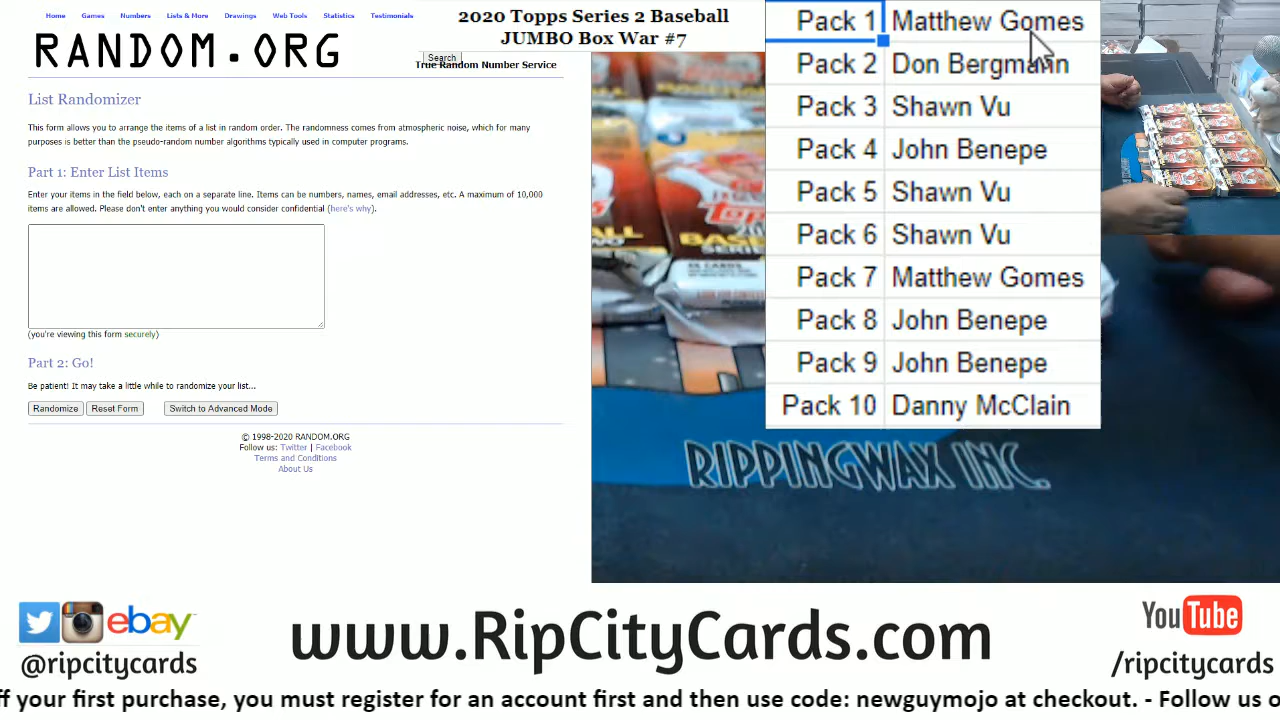 Home Games Numbers Lists & More Drawings Web Tools Statistics Testimonials
RANDOM.ORG
Search
True Random Number Service
2020 Topps Series 2 Baseball
JUMBO Box War #7
List Randomizer
This form allows you to arrange the items of a list in random order. The randomness comes from atmospheric noise, which for many
purposes is better than the pseudo-random number algorithms typically used in computer programs.
Part 1: Enter List Items
Enter your items in the field below, each on a separate line. Items can be numbers, names, email addresses, etc. A maximum of 10,000
items are allowed. Please don't enter anything you would consider confidential (here's why).
(you're viewing this form securely)
Part 2: Go!
Be patient! It may take a little while to randomize your list...
Randomize Reset Form Switch to Advanced Mode
© 1998-2020 RANDOM.ORG
Follow us: Twitter | Facebook
Terms and Conditions
About Us
Pack 1 Matthew Gomes
Pack 2 Don Bergmann
Pack 3 Shawn Vu
Pack 4 John Benepe
Pack 5 Shawn Vu
Pack 6 Shawn Vu
Pack 7 Matthew Gomes
Pack 8 John Benepe
Pack 9 John Benepe
Pack 10 Danny McClain
RIPPINGWAX INC.
ebay
@ripcitycards
www.RipCityCards.com
YouTube
/ripcitycards
ff your first purchase, you must register for an account first and then use code: newguymojo at checkout. - Follow us o